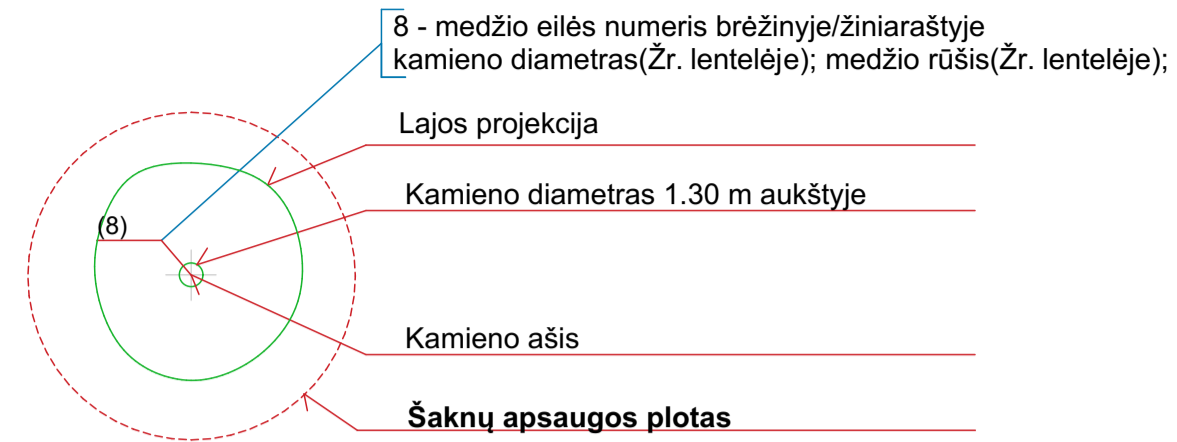 8 - medžio eilės numeris brėžinyje/žiniaraštyje
kamieno diametras(Žr. lentelėje); medžio rūšis(Žr. lentelėje);
Lajos projekcija
Kamieno diametras 1.30 m aukštyje
(8)
Kamieno ašis
Šaknų apsaugos plotas